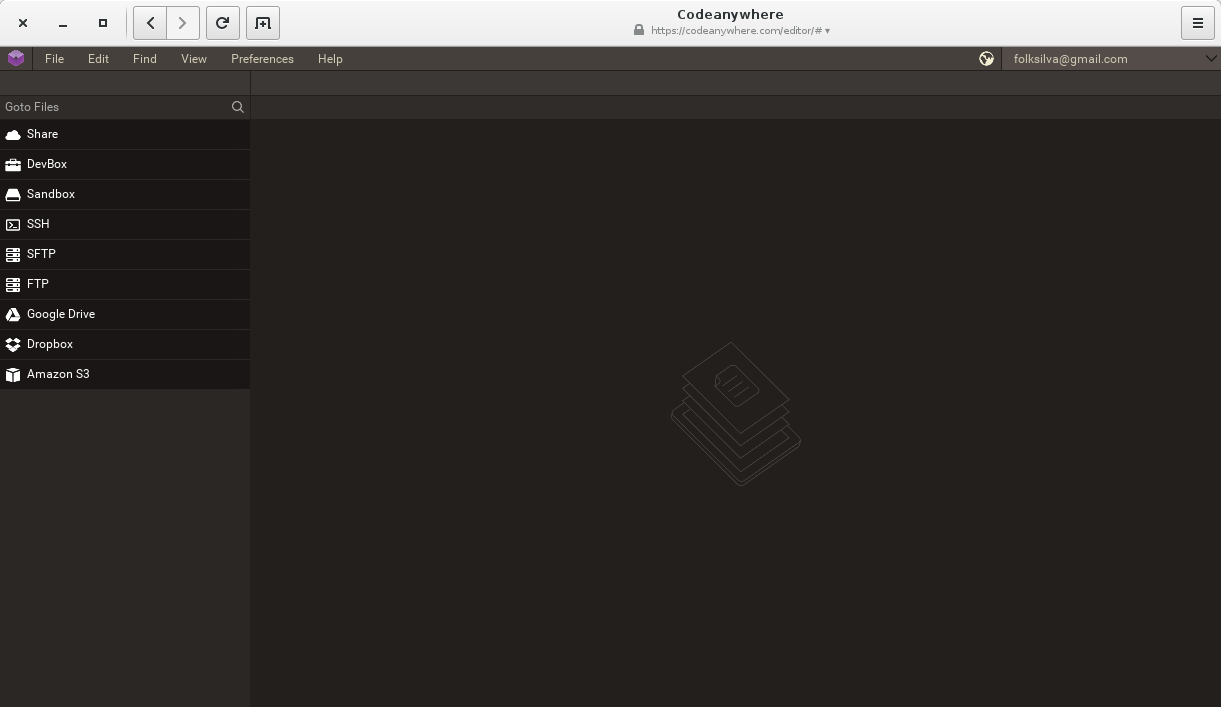 Codeanywhere
https://codeanywhere.com/editor/#
File Edit Find View Preferences Help folksilva@gmail.com
Goto Files
Share
DevBox
Sandbox
SSH
SFTP
FTP
Google Drive
Dropbox
Amazon S3